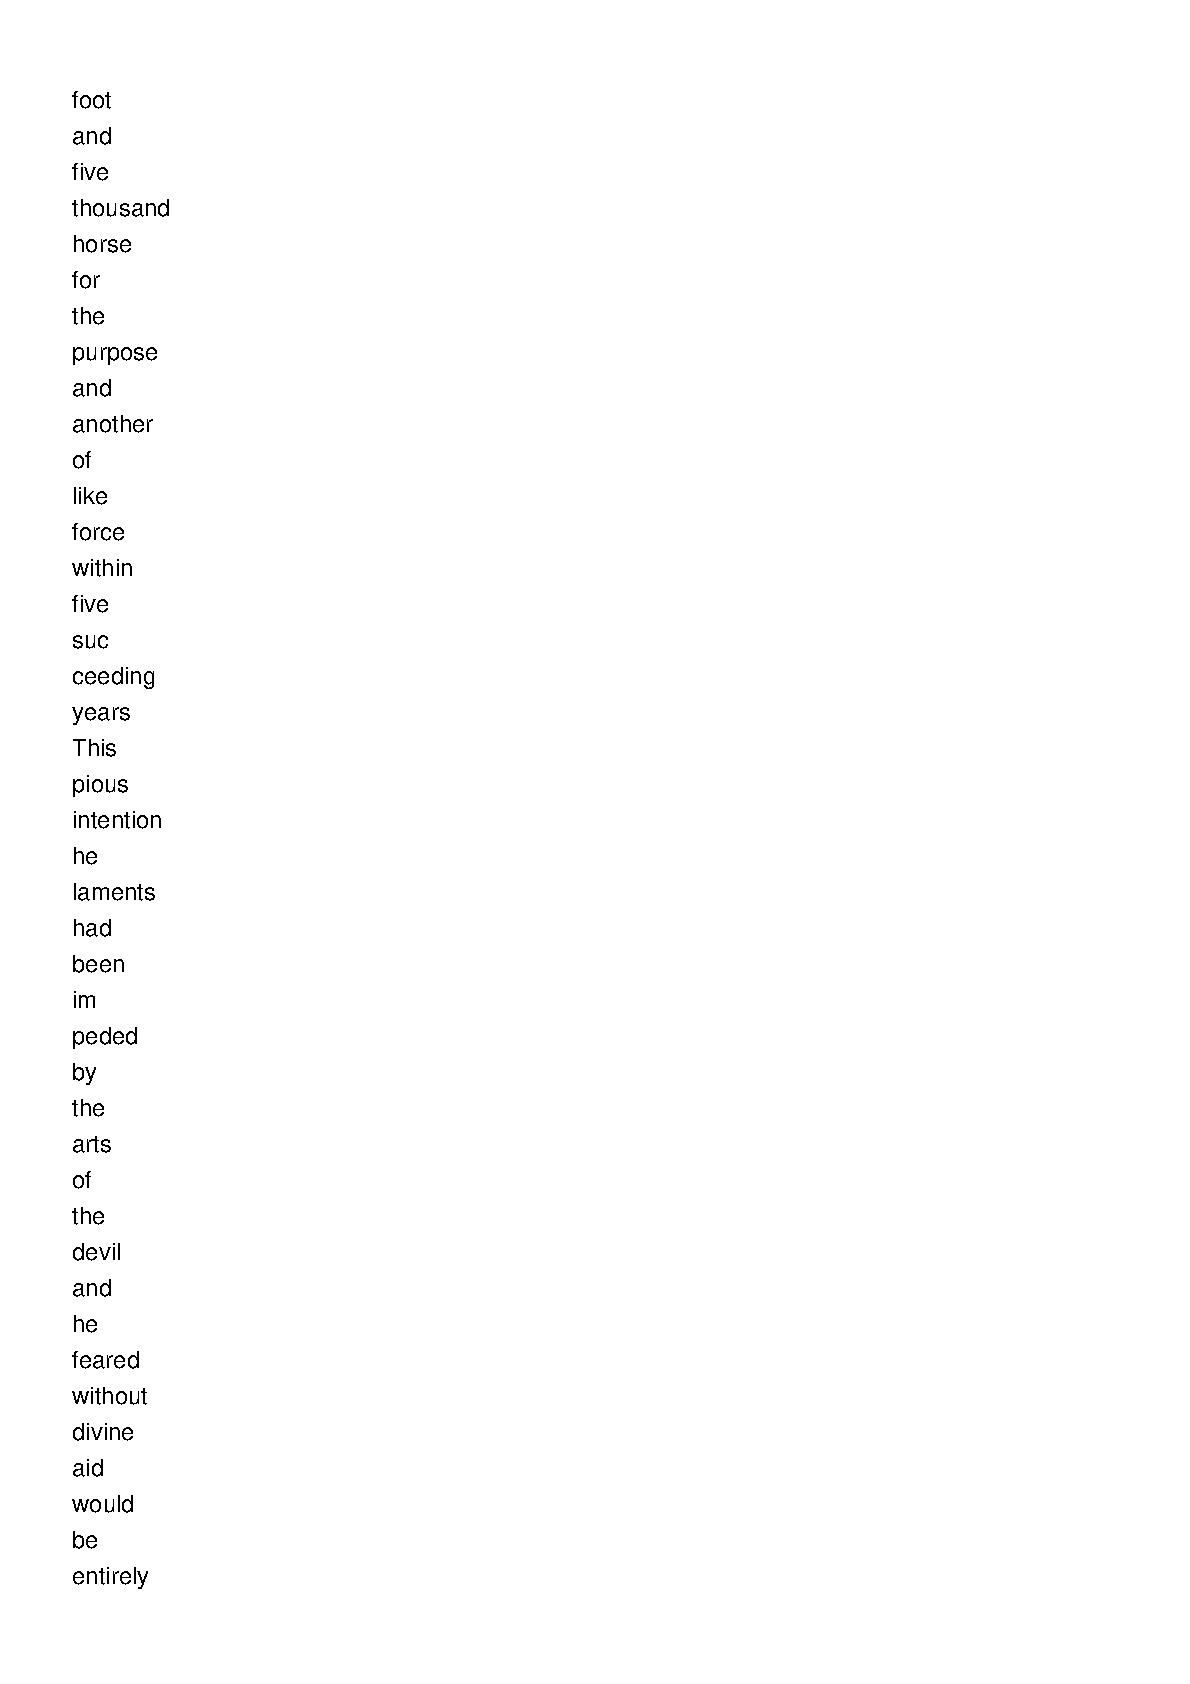 foot
and
five
thousand
horse
for
the
purpose
and
another
of
like
force
within
five
suc
ceeding
years
This
pious
intention
he
laments
had
been
im
peded
by
the
arts
of
the
devil
and
he
feared
without
divine
aid
would
be
entirely